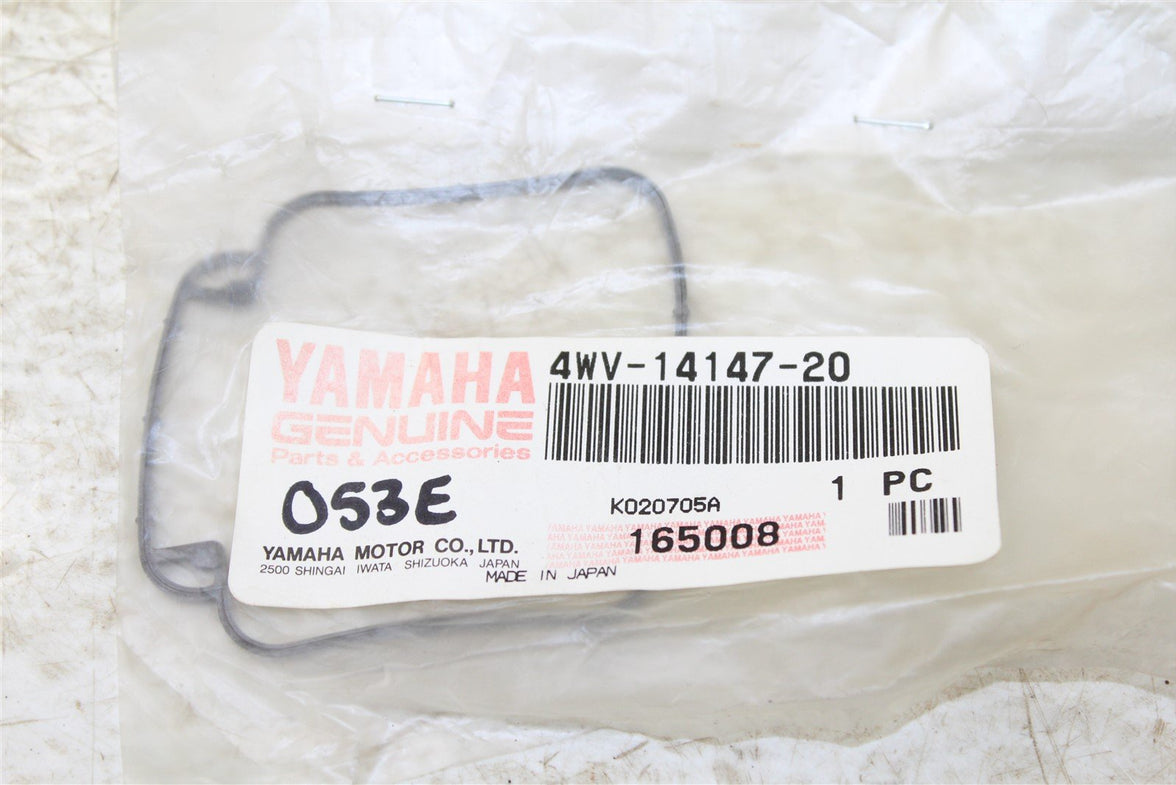 YAMAHA
GENUINE
Parts & Accessories
4WV-14147-20
1 PC
OS3E
K020705A
165008
YAMAHA MOTOR CO., LTD.
2500 SHINGAI IWATA SHIZUOKA JAPAN
MADE IN JAPAN